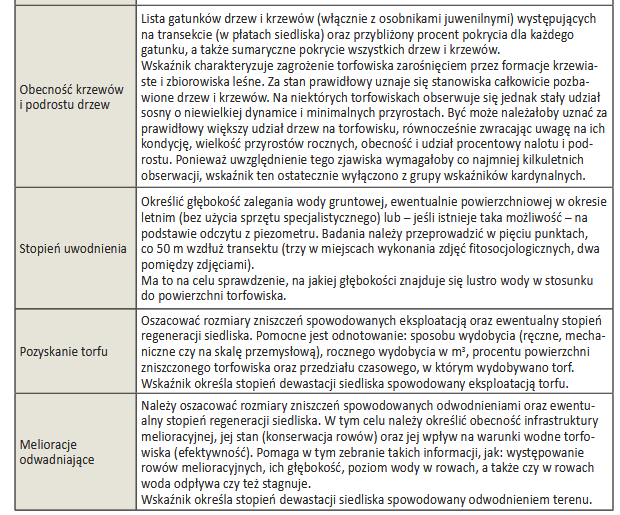 Obecność krzewów
i podrostu drzew
Lista gatunków drzew i krzewów (włącznie z osobnikami juwenilnymi) występujących
na transekcie (w płatach siedliska) oraz przybliżony procent pokrycia dla każdego
gatunku, a także sumaryczne pokrycie wszystkich drzew i krzewów.
Wskaźnik charakteryzuje zagrożenie torfowiska zarośnięciem przez formacje krzewia-
ste i zbiorowiska leśne. Za stan prawidłowy uznaje się stanowiska całkowicie pozba-
wione drzew i krzewów. Na niektórych torfowiskach obserwuje się jednak stały udział
sosny o niewielkiej dynamice i minimalnych przyrostach. Być może należałoby uznać za
prawidłowy większy udział drzew na torfowisku, równocześnie zwracając uwagę na ich
kondycję, wielkość przyrostów rocznych, obecność i udział procentowy nalotu i pod-
rostu. Ponieważ uwzględnienie tego zjawiska wymagałoby co najmniej kilkuletnich
obserwacji, wskaźnik ten ostatecznie wyłączono z grupy wskaźników kardynalnych.
Stopień uwodnienia
Określić głębokość zalegania wody gruntowej, ewentualnie powierzchniowej w okresie
letnim (bez użycia sprzętu specjalistycznego) lub – jeśli istnieje taka możliwość – na
podstawie odczytu z piezometru. Badania należy przeprowadzić w pięciu punktach,
co 50 m wzdłuż transektu (trzy w miejscach wykonania zdjęć fitosocjologicznych, dwa
pomiędzy zdjęciami).
Ma to na celu sprawdzenie, na jakiej głębokości znajduje się lustro wody w stosunku
do powierzchni torfowiska.
Pozyskanie torfu
Oszacować rozmiary zniszczeń spowodowanych eksploatacją oraz ewentualny stopień
regeneracji siedliska. Pomocne jest odnotowanie: sposobu wydobycia (ręczne, mecha-
niczne czy na skalę przemysłową), rocznego wydobycia w m³, procentu powierzchni
zniszczonego torfowiska oraz przedziału czasowego, w którym wydobywano torf.
Wskaźnik określa stopień dewastacji siedliska spowodowany eksploatacją torfu.
Melioracje
odwadniające
Należy oszacować rozmiary zniszczeń spowodowanych odwodnieniami oraz ewentu-
alny stopień regeneracji siedliska. W tym celu należy określić obecność infrastruktury
melioracyjnej, jej stan (konserwacja rowów) oraz jej wpływ na warunki wodne torfo-
wiska (efektywność). Pomaga w tym zebranie takich informacji, jak: występowanie
rowów melioracyjnych, ich głębokość, poziom wody w rowach, a także czy w rowach
woda odpływa czy też stagnuje.
Wskaźnik określa stopień dewastacji siedliska spowodowany odwodnieniem terenu.